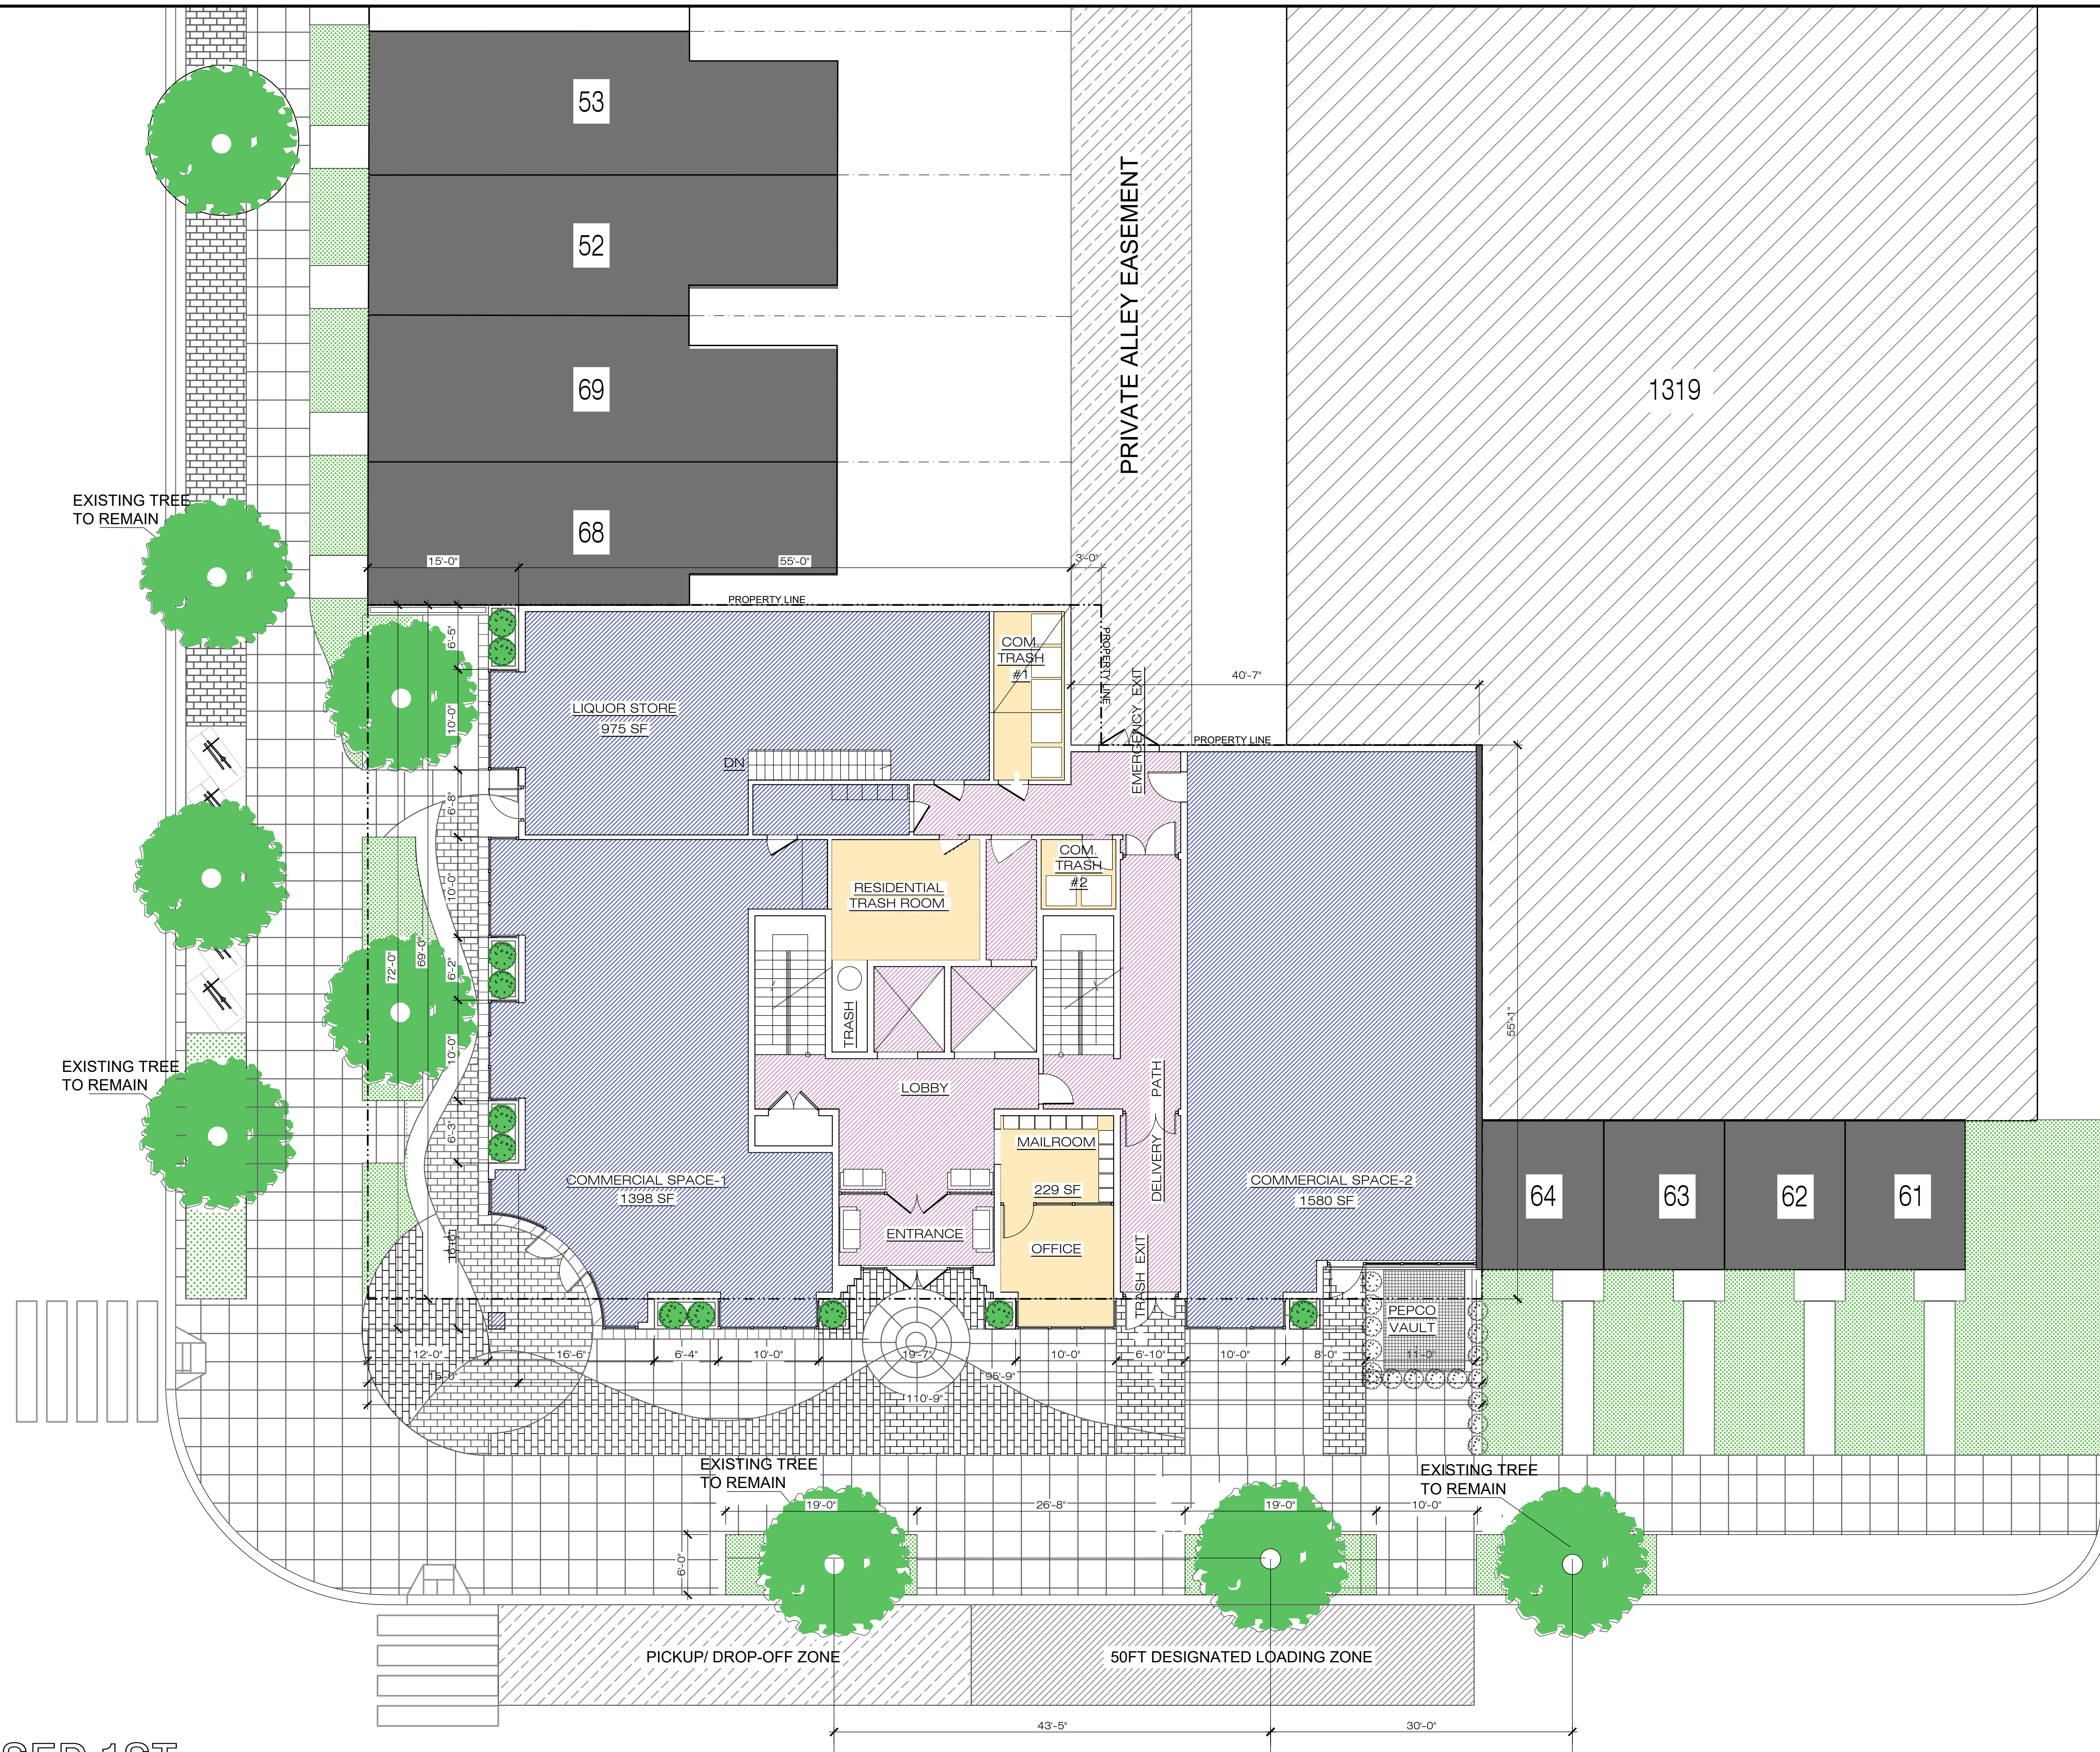 53
52
69
68
PRIVATE ALLEY EASEMENT
1319
EXISTING TREE
TO REMAIN
15'-0"
55'-0"
3'-0"
PROPERTY LINE
PROPERTY LINE
EMERGENCY EXIT
40'-7"
PROPERTY LINE
6'-5"
10'-0"
6'-8"
10'-0"
6'-2"
10'-0"
6'-3"
16'-6"
72'-0"
69'-0"
COM.
TRASH
#1
LIQUOR STORE
975 SF
DN
COM.
TRASH
#2
RESIDENTIAL
TRASH ROOM
TRASH
LOBBY
55'-1"
EXISTING TREE
TO REMAIN
MAILROOM
229 SF
DELIVERY PATH
COMMERCIAL SPACE-1
1398 SF
COMMERCIAL SPACE-2
1580 SF
64
63
62
61
ENTRANCE
OFFICE
TRASH EXIT
PEPCO
VAULT
12'-0"
16'-6"
6'-4"
10'-0"
19'-7"
10'-0"
6'-10"
10'-0"
8'-0"
11'-0"
15'-0"
95'-9"
110'-9"
EXISTING TREE
TO REMAIN
EXISTING TREE
TO REMAIN
19'-0"
26'-8"
19'-0"
10'-0"
6'-0"
PICKUP/ DROP-OFF ZONE
50FT DESIGNATED LOADING ZONE
43'-5"
30'-0"